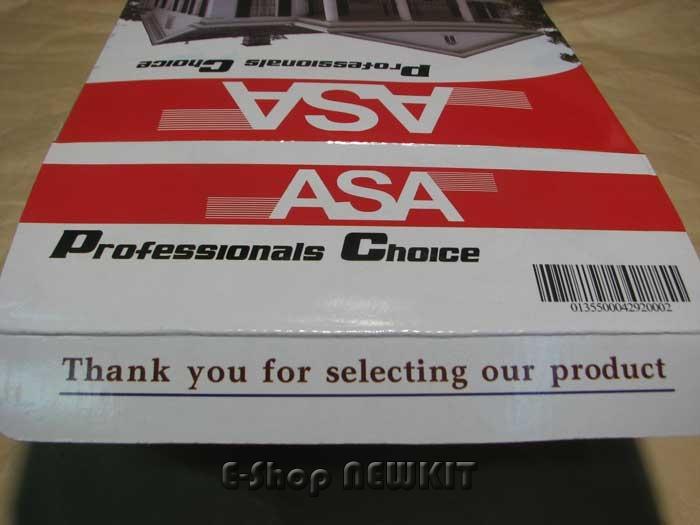 Professionals Choice
ASA
ASA
Professionals Choice
0135500042920002
Thank you for selecting our product
E-Shop NEWKIT